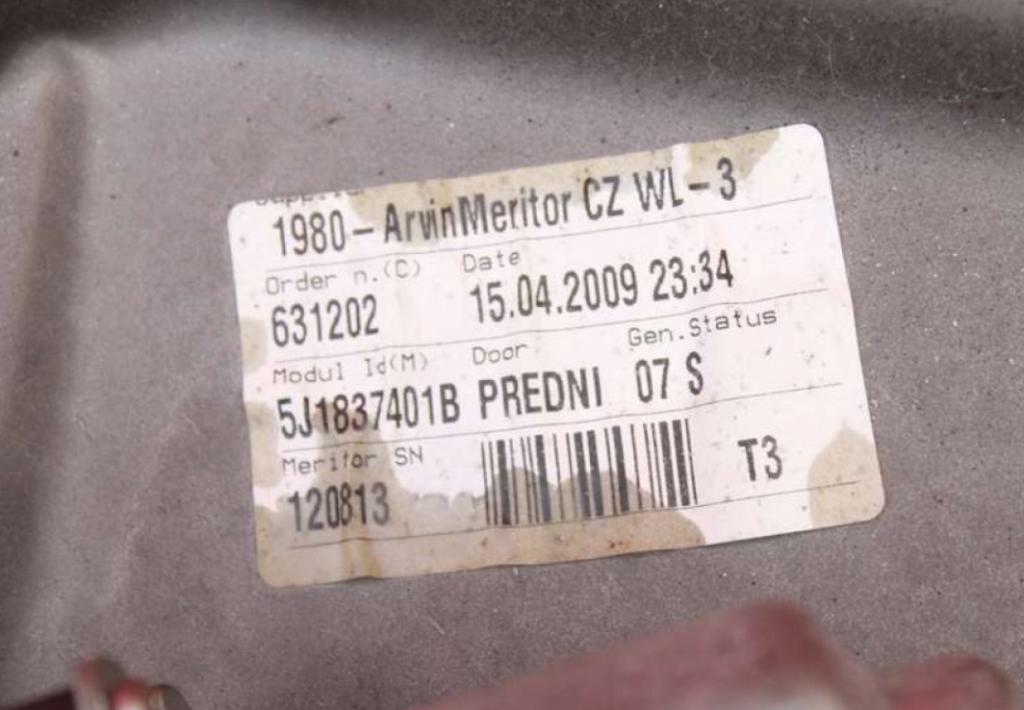 1980-ArvinMeritor CZ WL-3
Order n.(C) Date
631202 15.04.2009 23:34
Modul Id(M) Door Gen.Status
5J1837401B PREDNI 07 S
Meritor SN
120813 T3